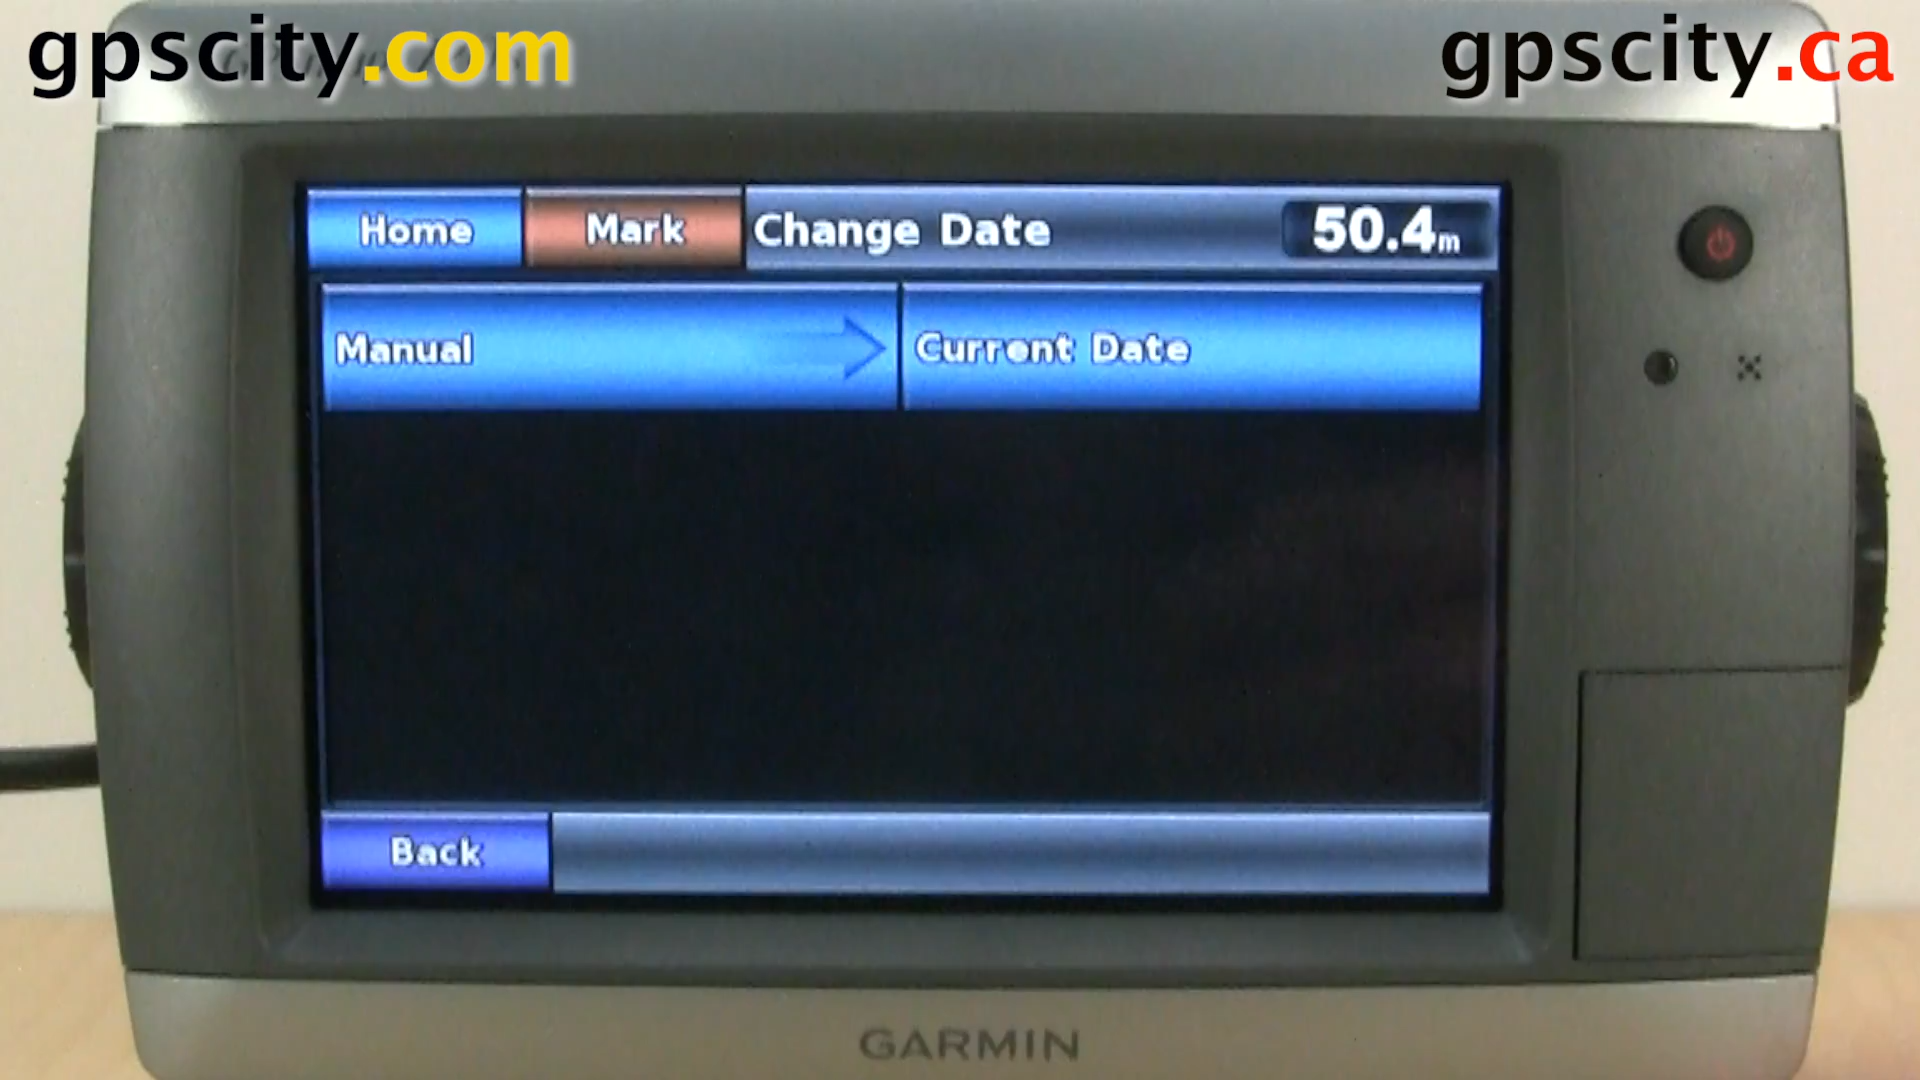 gpscity.com
gpscity.ca
Home
Mark
Change Date
50.4m
Manual
Current Date
Back
GARMIN